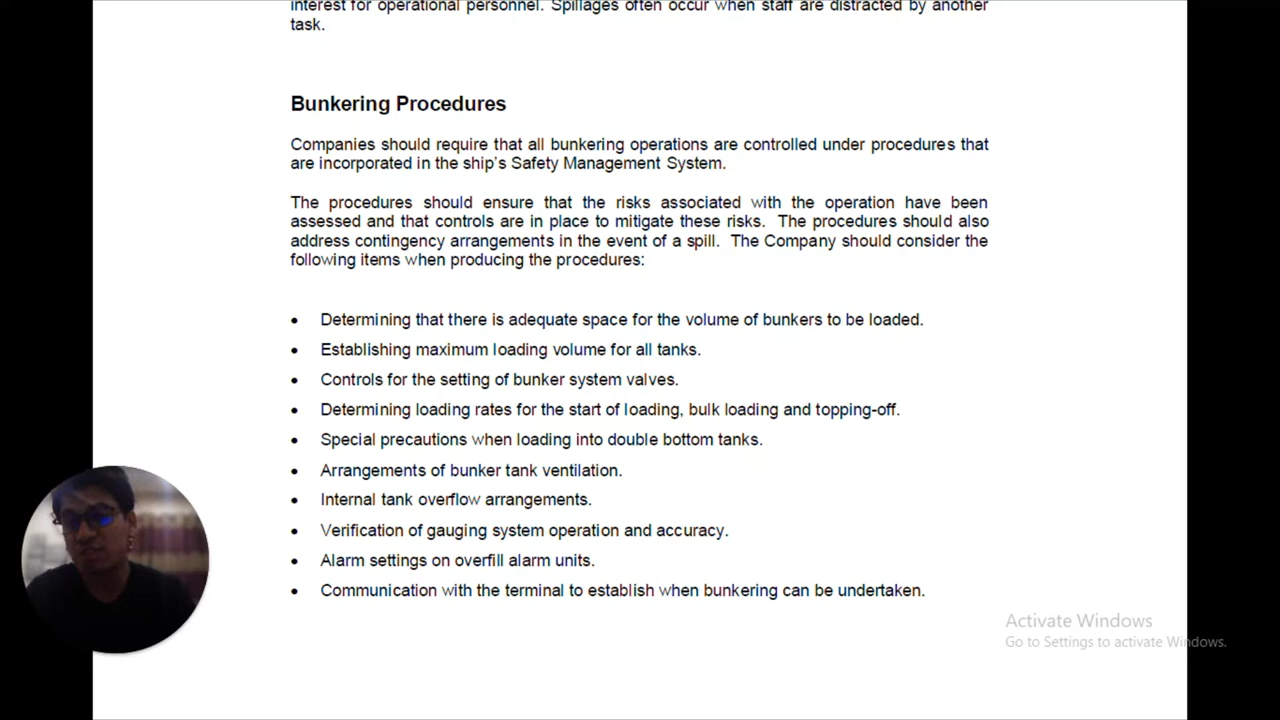 interest for operational personnel. Spillages often occur when staff are distracted by another
task.
Bunkering Procedures
Companies should require that all bunkering operations are controlled under procedures that
are incorporated in the ship's Safety Management System.
The procedures should ensure that the risks associated with the operation have been
assessed and that controls are in place to mitigate these risks. The procedures should also
address contingency arrangements in the event of a spill. The Company should consider the
following items when producing the procedures:
• Determining that there is adequate space for the volume of bunkers to be loaded.
• Establishing maximum loading volume for all tanks.
• Controls for the setting of bunker system valves.
• Determining loading rates for the start of loading, bulk loading and topping-off.
• Special precautions when loading into double bottom tanks.
• Arrangements of bunker tank ventilation.
• Internal tank overflow arrangements.
• Verification of gauging system operation and accuracy.
• Alarm settings on overfill alarm units.
• Communication with the terminal to establish when bunkering can be undertaken.
Activate Windows
Go to Settings to activate Windows.